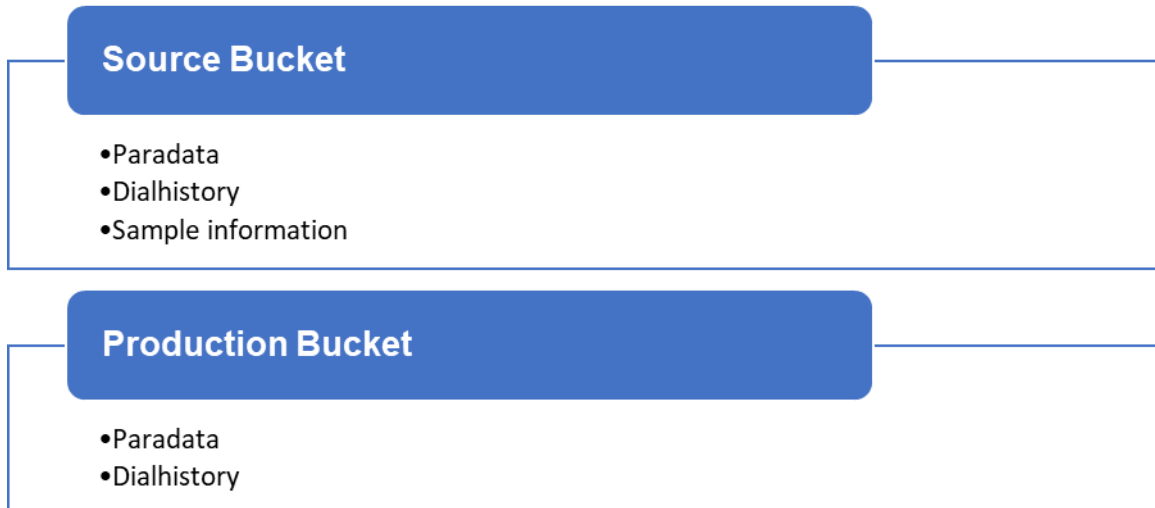 Source Bucket
•Paradata
•Dialhistory
•Sample information
Production Bucket
•Paradata
•Dialhistory